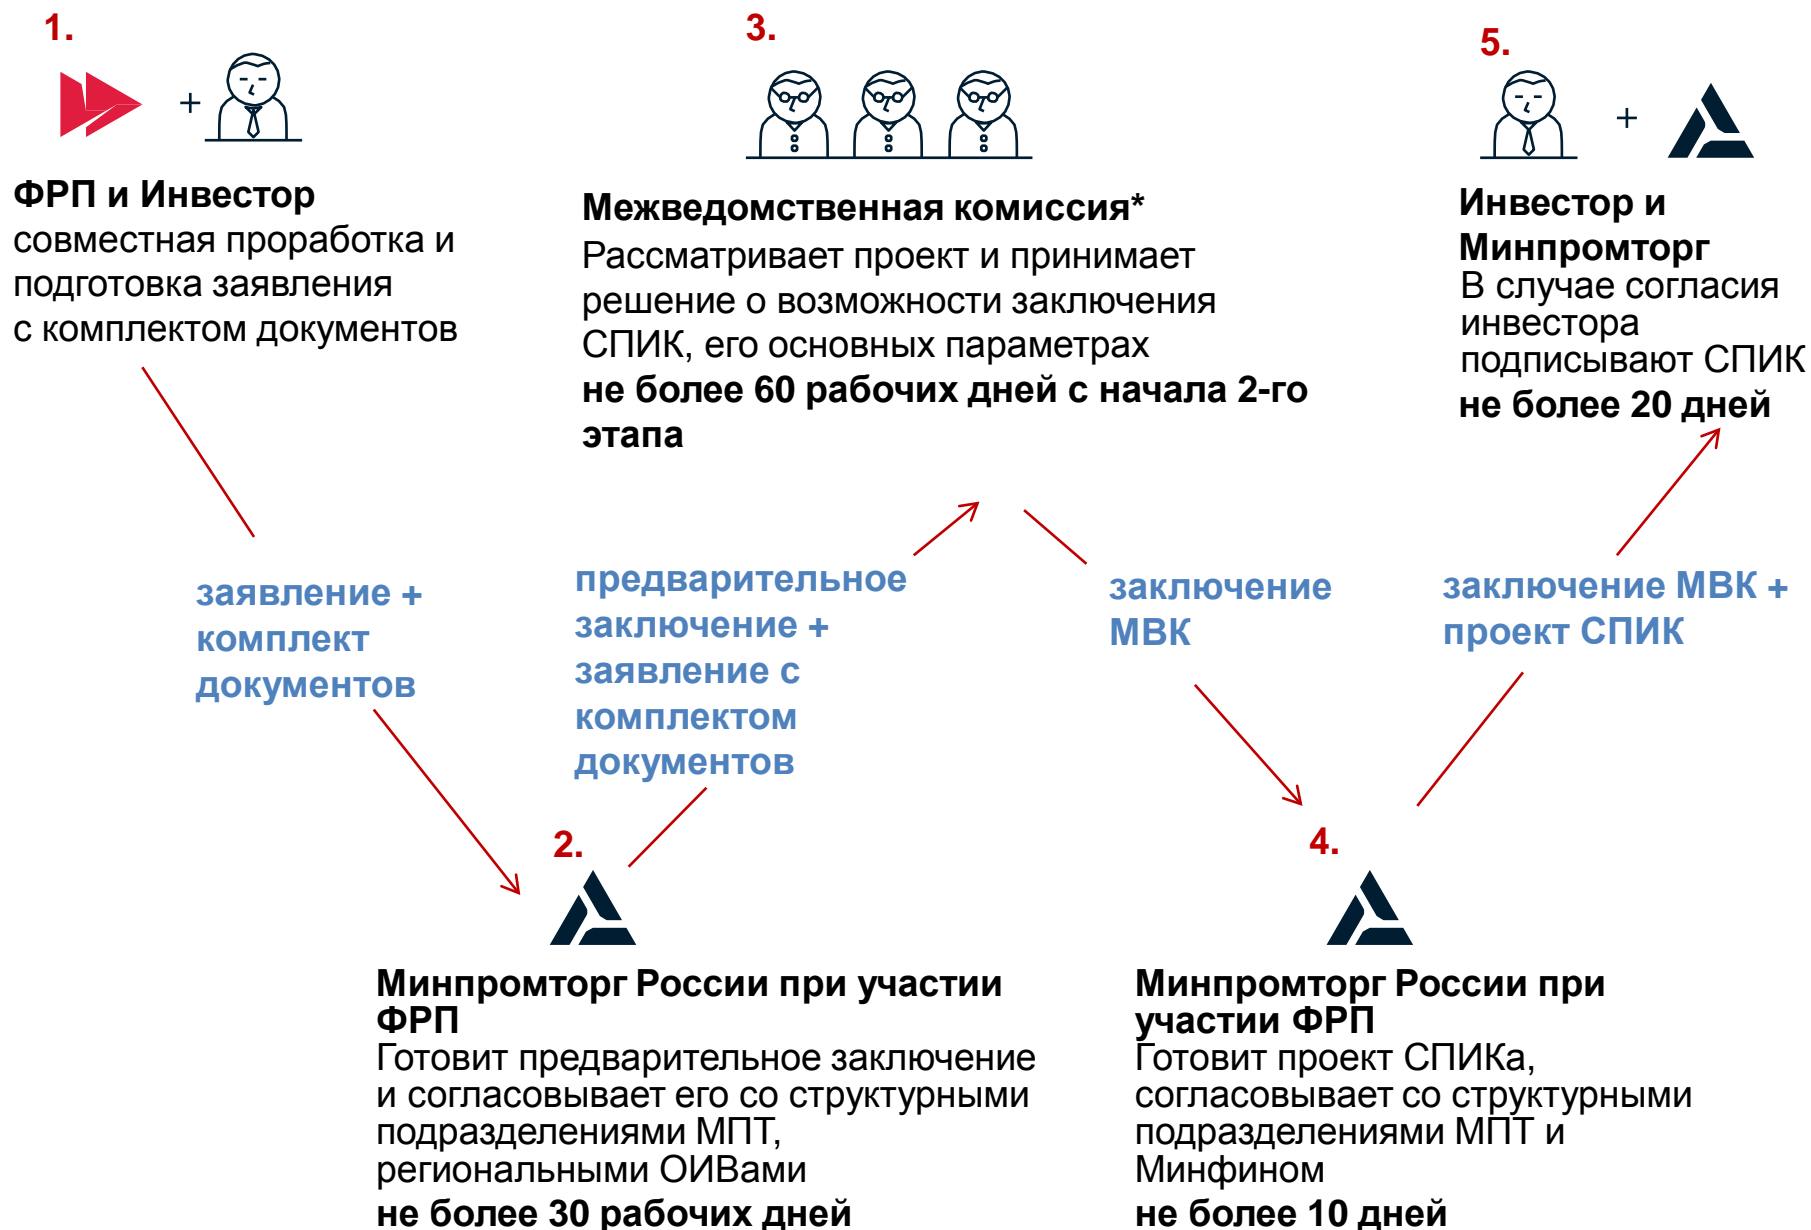 1.
ФРП и Инвестор
совместная проработка и
подготовка заявления
с комплектом документов
заявление +
комплект
документов
2.
Минпромторг России при участии
ФРП
Готовит предварительное заключение
и согласовывает его со структурными
подразделениями МПТ,
региональными ОИВами
не более 30 рабочих дней
предварительное
заключение +
заявление с
комплектом
документов
3.
Межведомственная комиссия*
Рассматривает проект и принимает
решение о возможности заключения
СПИК, его основных параметрах
не более 60 рабочих дней с начала 2-го
этапа
заключение
МВК
4.
Минпромторг России при
участии ФРП
Готовит проект СПИКа,
согласовывает со структурными
подразделениями МПТ и
Минфином
не более 10 дней
заключение МВК +
проект СПИК
5.
+
+
Инвестор и
Минпромторг
В случае согласия
инвестора
подписывают СПИК
не более 20 дней